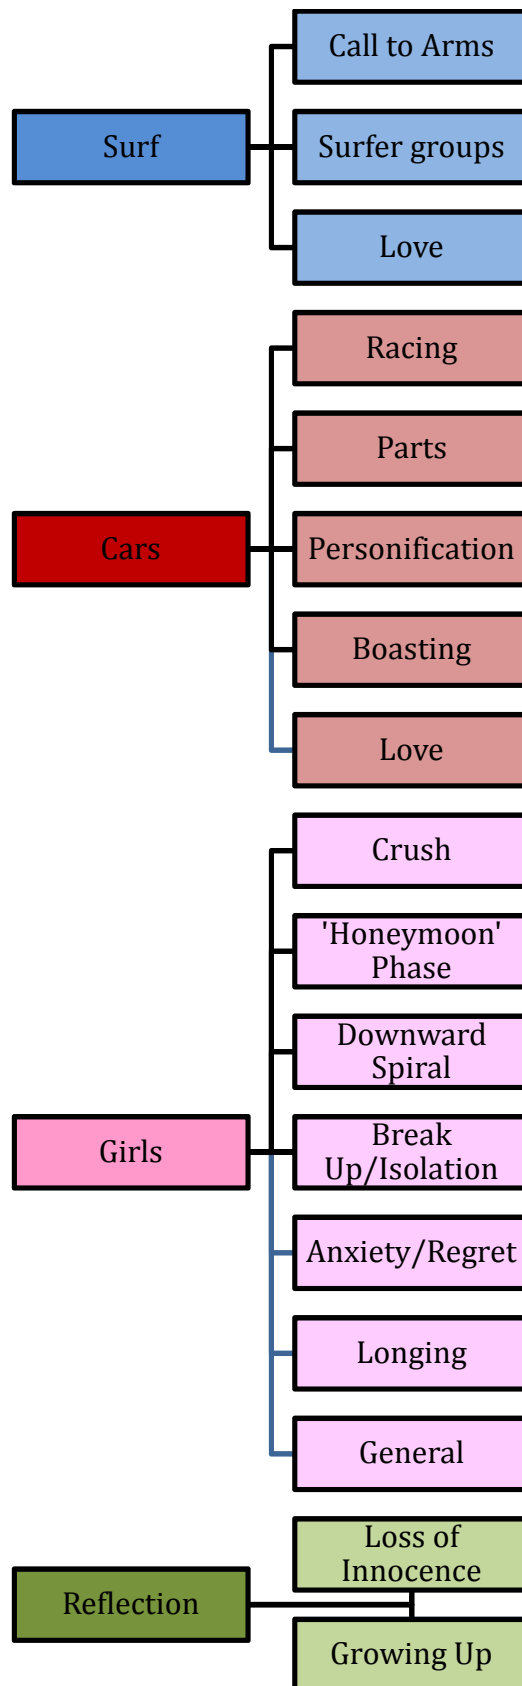 Surf
Call to Arms
Surfer groups
Love
Cars
Racing
Parts
Personification
Boasting
Love
Girls
Crush
'Honeymoon'
Phase
Downward
Spiral
Break
Up/Isolation
Anxiety/Regret
Longing
General
Reflection
Loss of
Innocence
Growing Up